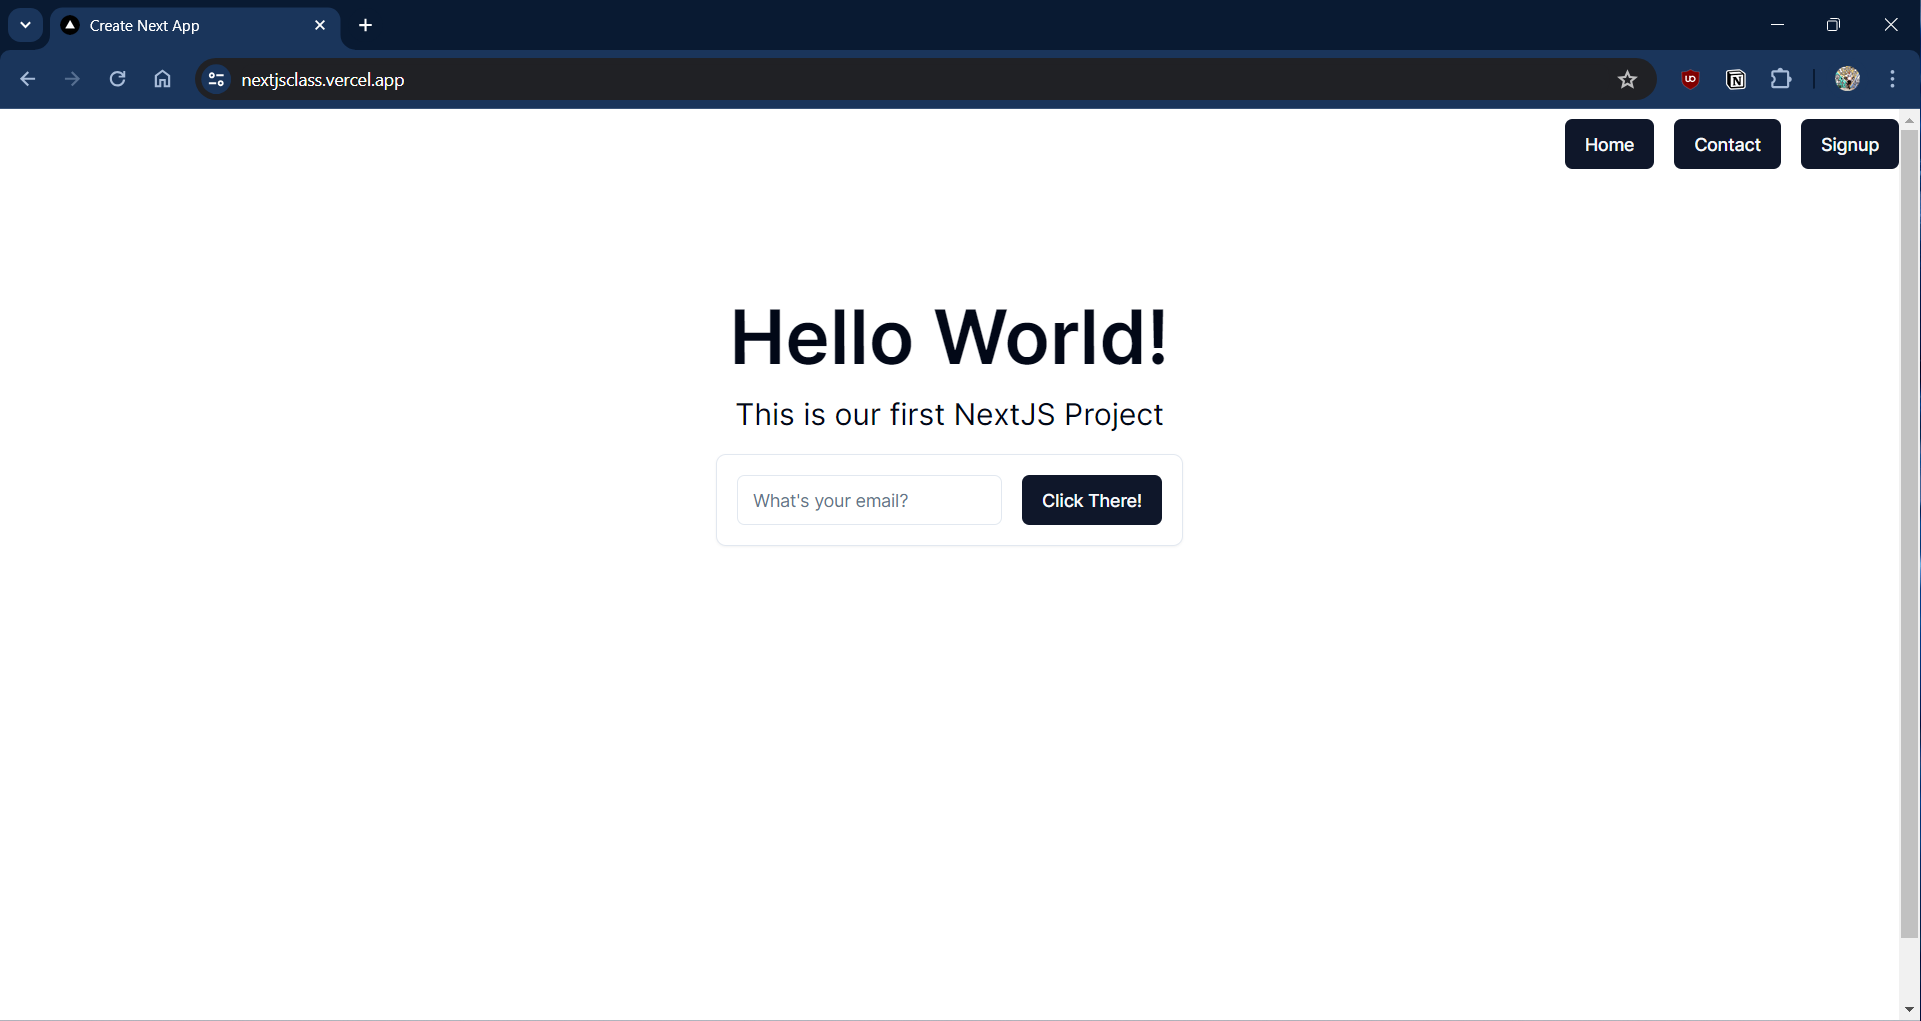 Create Next App
nextjsclass.vercel.app
Home Contact Signup
Hello World!
This is our first NextJS Project
What's your email? Click There!